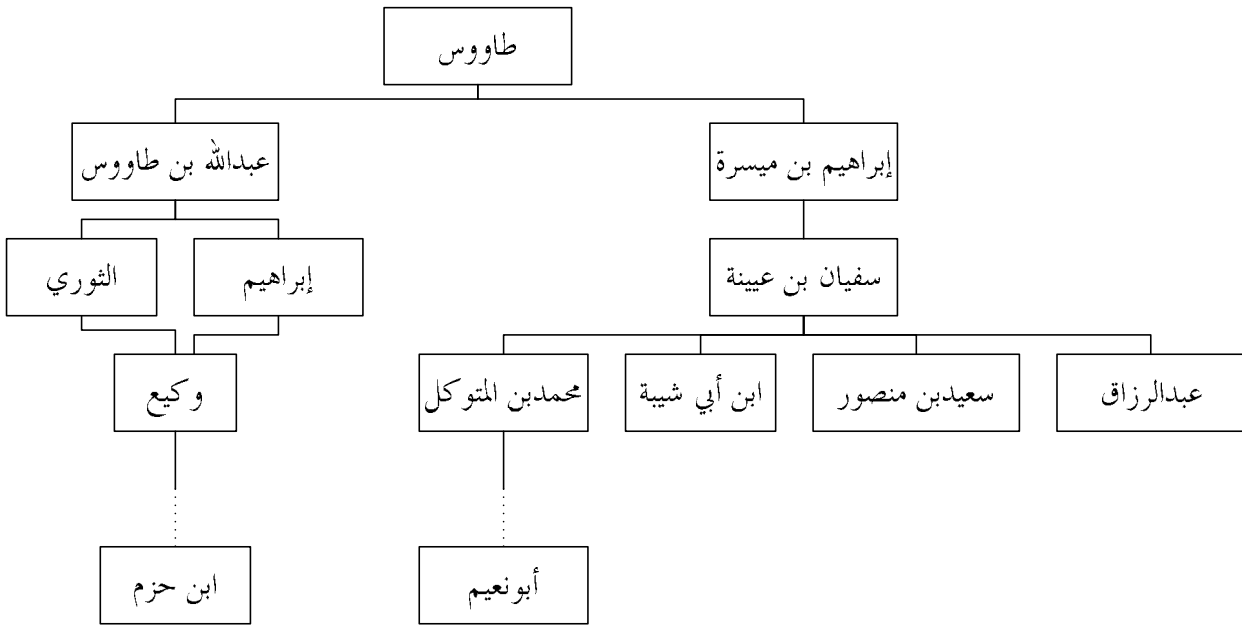 طاووس
إبراهيم بن ميسرة
عبدالله بن طاووس
سفيان بن عيينة
إبراهيم
الثوري
عبدالرزاق
سعيدبن منصور
ابن أبي شيبة
محمدبن المتوكل
وكيع
أبونعيم
ابن حزم